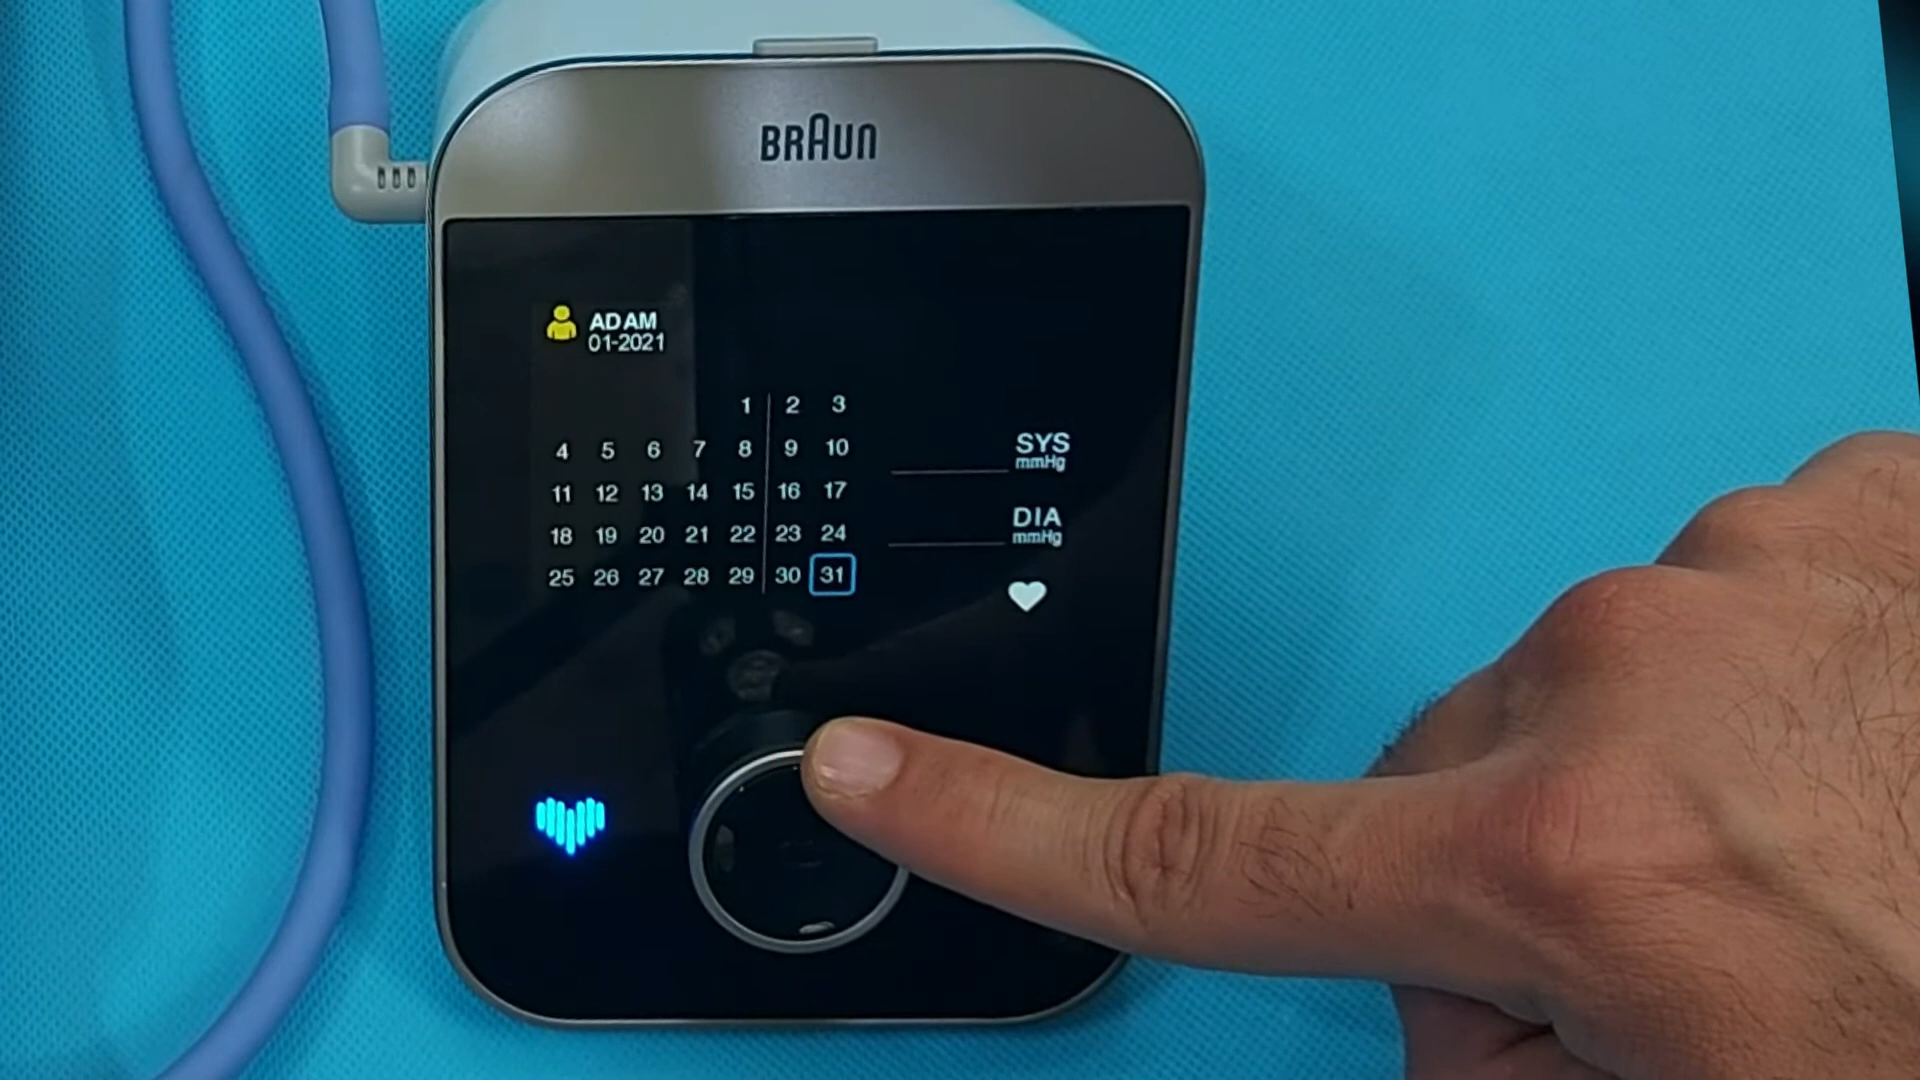 BRAUN
ADAM
01-2021
1 2 3
4 5 6 7 8 9 10
11 12 13 14 15 16 17
18 19 20 21 22 23 24
25 26 27 28 29 30 31
SYS
mmHg
DIA
mmHg